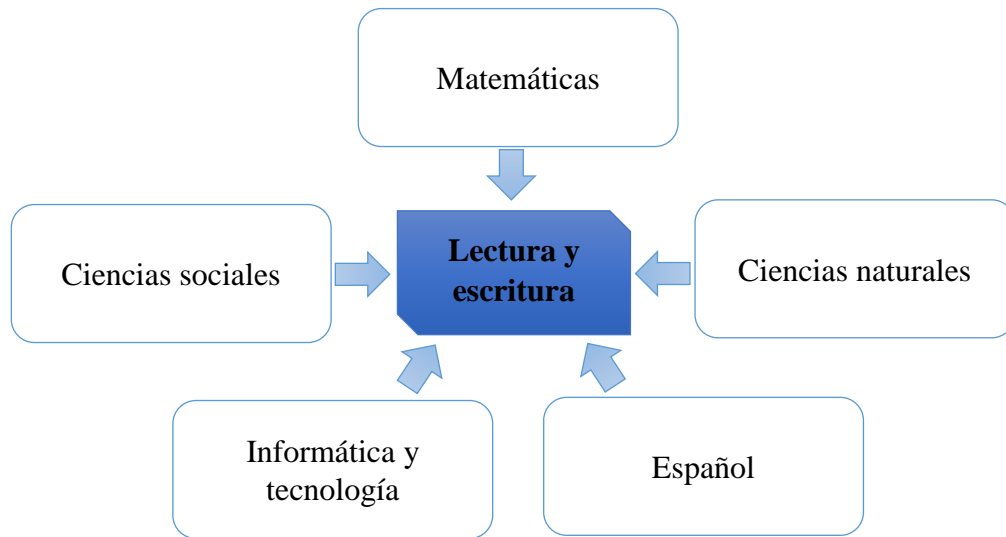 Matemáticas
Ciencias sociales
Lectura y
escritura
Ciencias naturales
Informática y
tecnología
Español